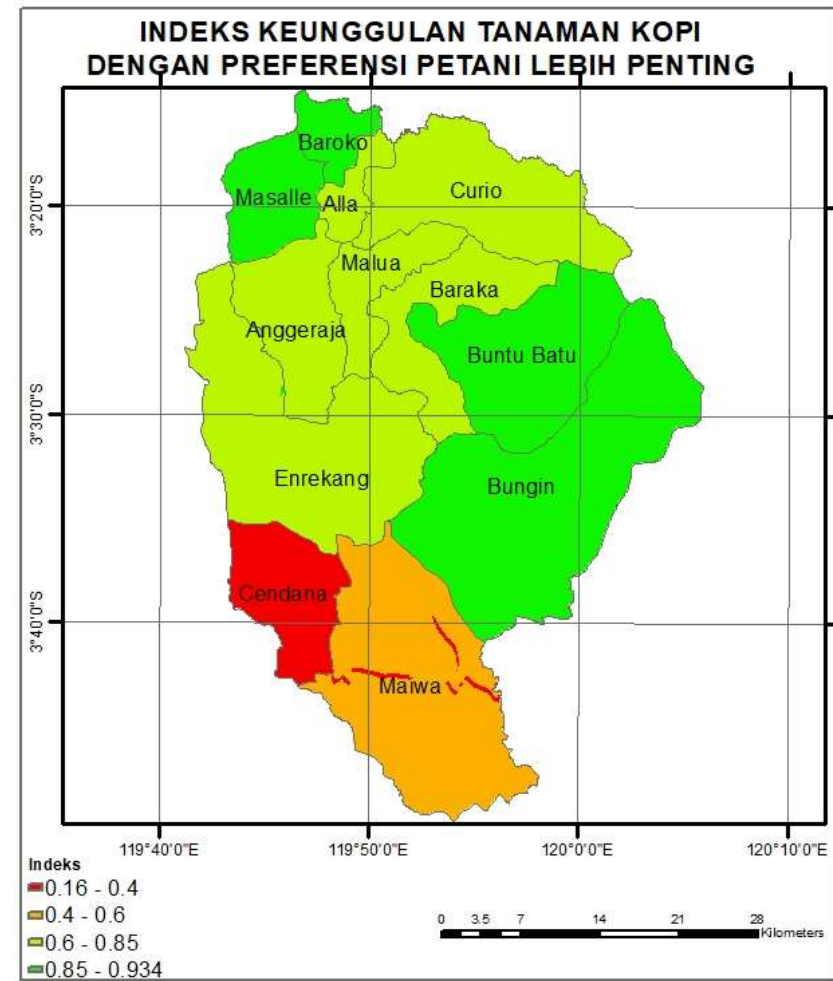 INDEKS KEUNGGULAN TANAMAN KOPI
DENGAN PREFERENSI PETANI LEBIH PENTING
Baroko
Masalle
Alla
Curio
3°20'0"S
Malua
Baraka
Anggeraja
Buntu Batu
3°30'0"S
Enrekang
Bungin
Cendana
3°40'0"S
Maiwa
119°40'0"E 119°50'0"E 120°0'0"E 120°10'0"E
Indeks
0.16 - 0.4
0.4 - 0.6
0.6 - 0.85
0.85 - 0.934
0 3.5 7 14 21 28
Kilometers